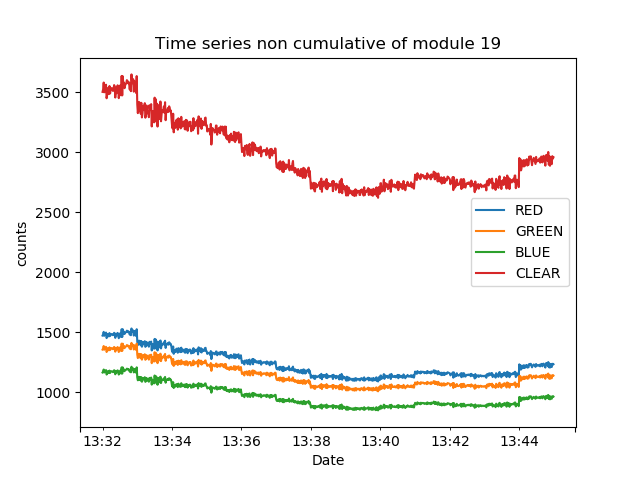 Time series non cumulative of module 19
counts
3500
3000
2500
2000
1500
1000
RED
GREEN
BLUE
CLEAR
13:32
13:34
13:36
13:38
13:40
13:42
13:44
Date